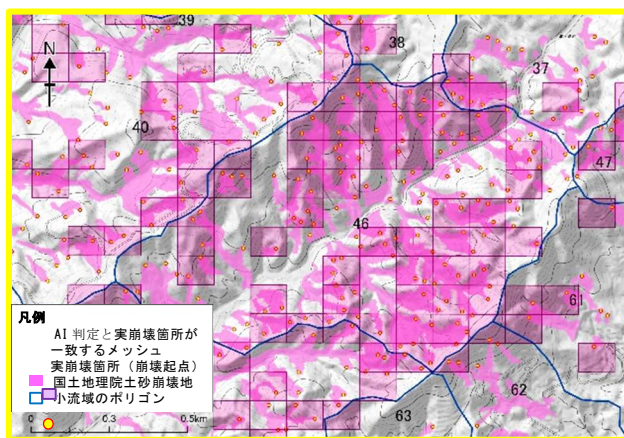 39
38
N
37
40
47
46
61
凡例
AI 判定と実崩壊箇所が
一致するメッシュ
実崩壊箇所(崩壊起点)
国土地理院土砂崩壊地
小流域のポリゴン
62
63
0 0.3 0.5km